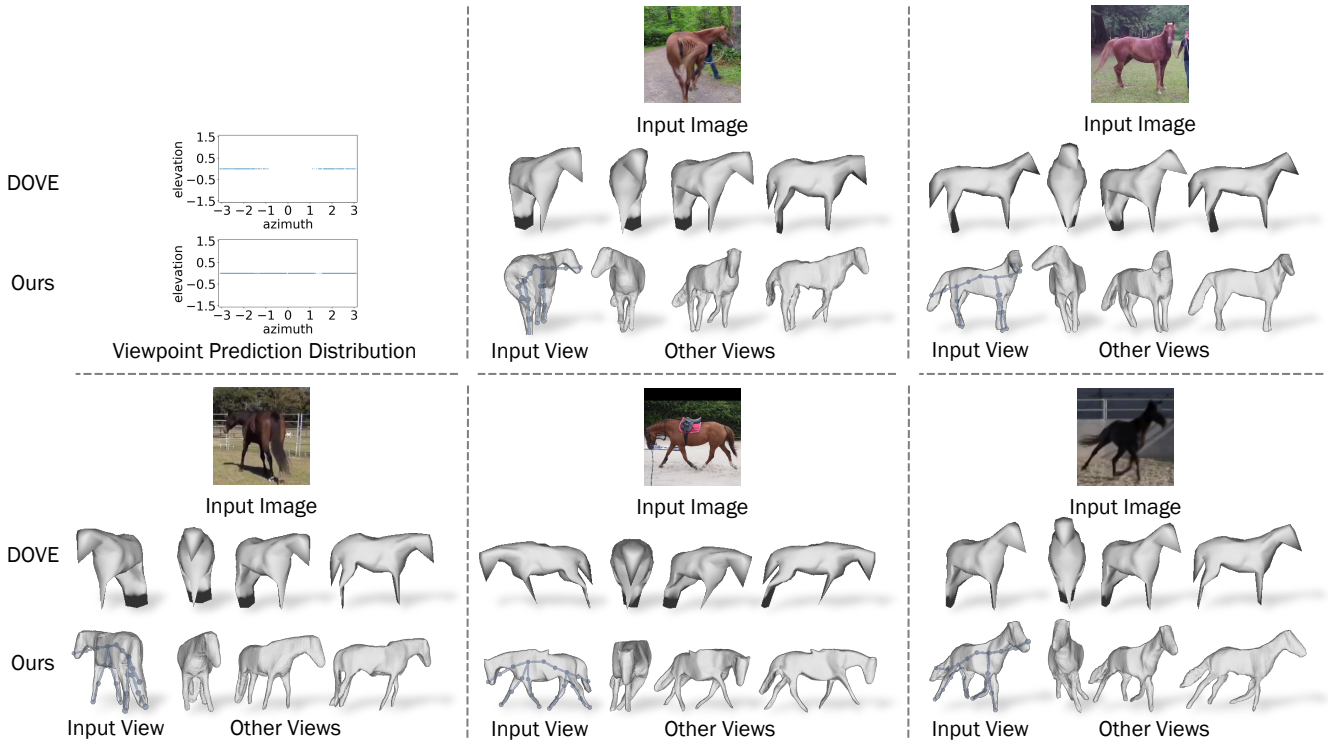 Input Image
Input Image
DOVE
elevation
1.5
0.5
−0.5
−1.5
−3 −2 −1 0 1 2 3
azimuth
Ours
elevation
1.5
0.5
−0.5
−1.5
−3 −2 −1 0 1 2 3
azimuth
Viewpoint Prediction Distribution
Input View Other Views
Input View Other Views
Input Image
Input Image
Input Image
DOVE
Ours
Input View Other Views
Input View Other Views
Input View Other Views